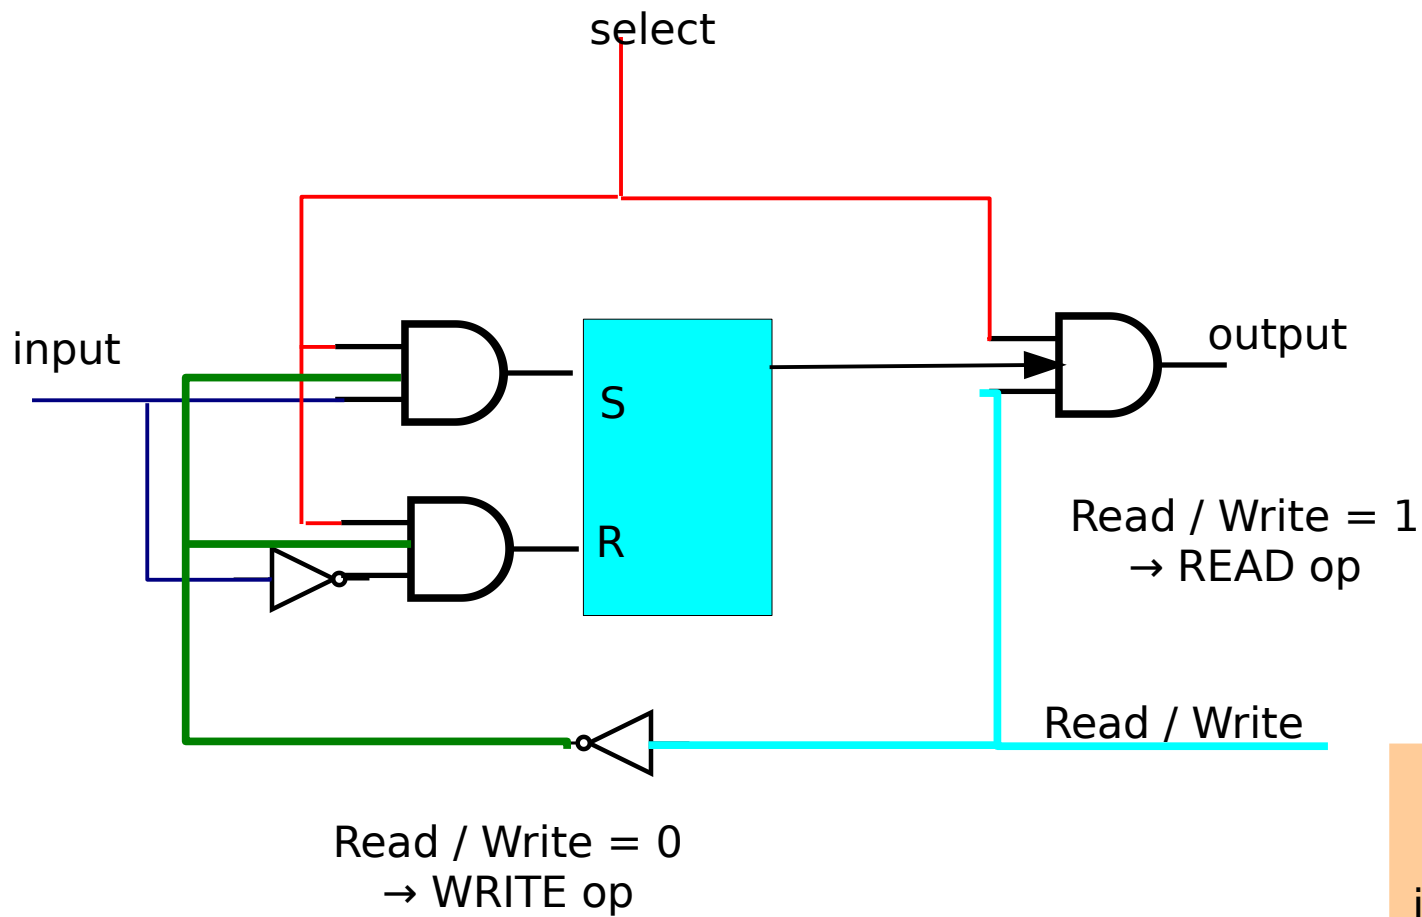 select
input
output
S
R
Read / Write = 1
→ READ op
Read / Write
Read / Write = 0
→ WRITE op